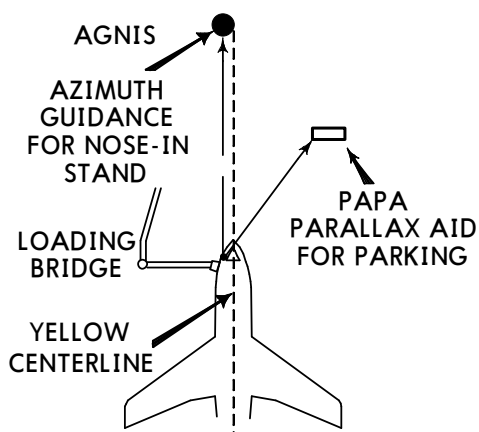 AGNIS
AZIMUTH
GUIDANCE
FOR NOSE-IN
STAND
PAPA
PARALLAX AID
FOR PARKING
LOADING
BRIDGE
YELLOW
CENTERLINE